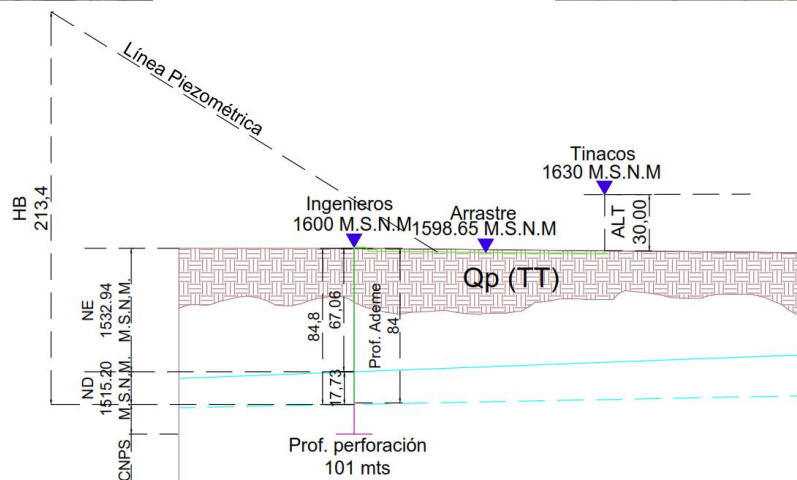 Línea Piezométrica
HB
213,4
Tinacos
1630 M.S.N.M
Ingenieros
1600 M.S.N.M
Arrastre
1598.65 M.S.N.M
ALT
30,00
Qp (TT)
NE
1532.94
M.S.N.M.
84,8
67,06
Prof. Ademe
84
ND
1515.20
M.S.N.M.
17,73
CNPS
Prof. perforación
101 mts